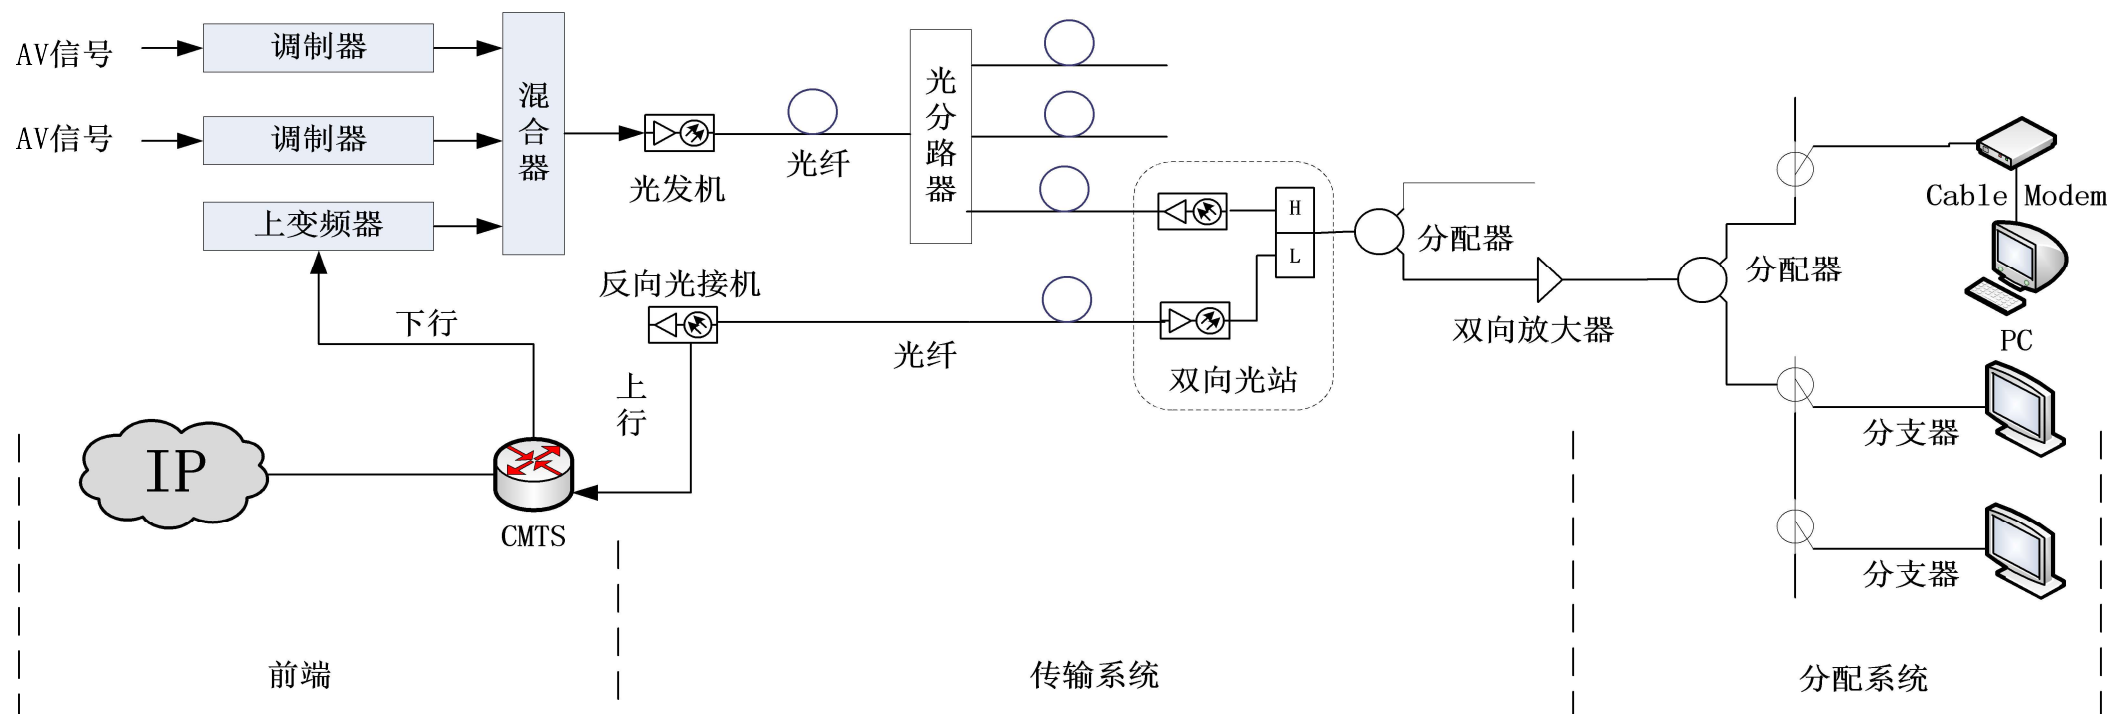 AV信号
调制器
AV信号
调制器
上变频器
混合器
光发机
光纤
光分路器
H
L
双向光站
分配器
双向放大器
分配器
Cable Modem
PC
分支器
分支器
反向光接机
光纤
下行
上行
IP
CMTS
前端
传输系统
分配系统